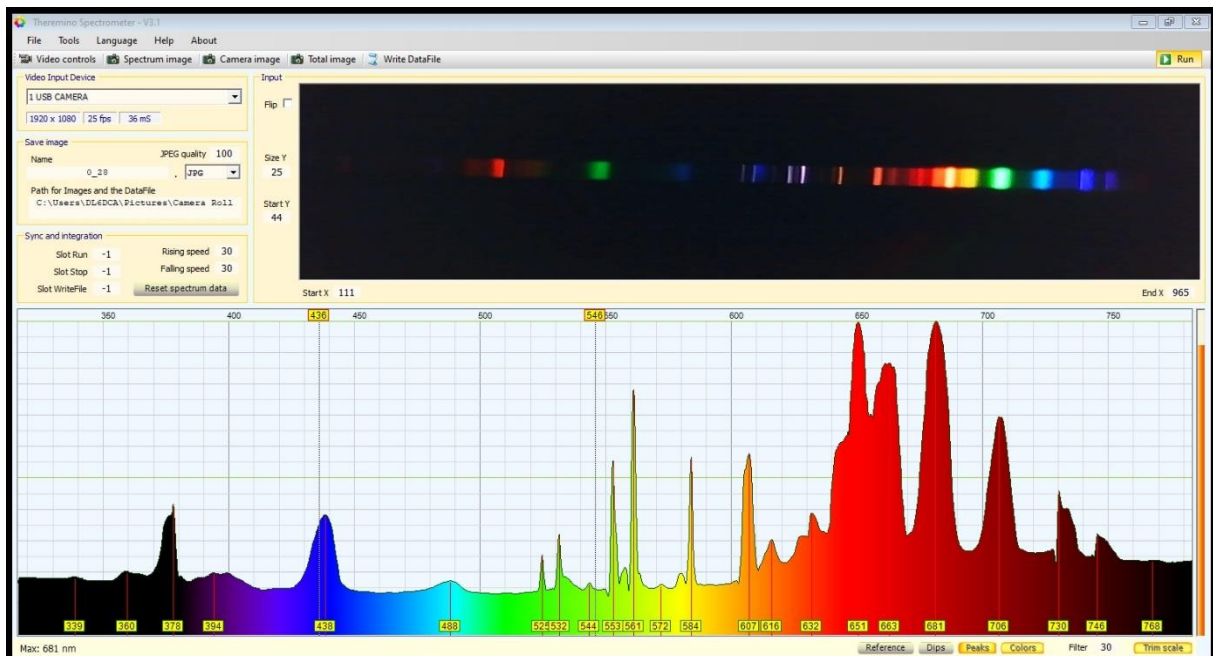 Theremino Spectrometer - V3.1
File Tools Language Help About
Video controls Spectrum image Camera image Total image Write DataFile Run
Video Input Device
1 USB CAMERA
1920 x 1080 25 fps 36 mS
Save image
Name JPEG quality 100
0_28 . JPG
Path for Images and the DataFile
C:\Users\DL6DCA\Pictures\Camera Roll
Sync and integration
Slot Run -1 Rising speed 30
Slot Stop -1 Falling speed 30
Slot WriteFile -1 Reset spectrum data
Input
Flip
Size Y
25
Start Y
44
Start X 111 End X 965
350 400 436 450 500 546 550 600 650 700 750
339 360 378 394 438 488 525 532 544 553 561 572 584 607 616 632 651 663 681 706 730 746 768
Max: 681 nm Reference Dips Peaks Colors Filter 30 Trim scale